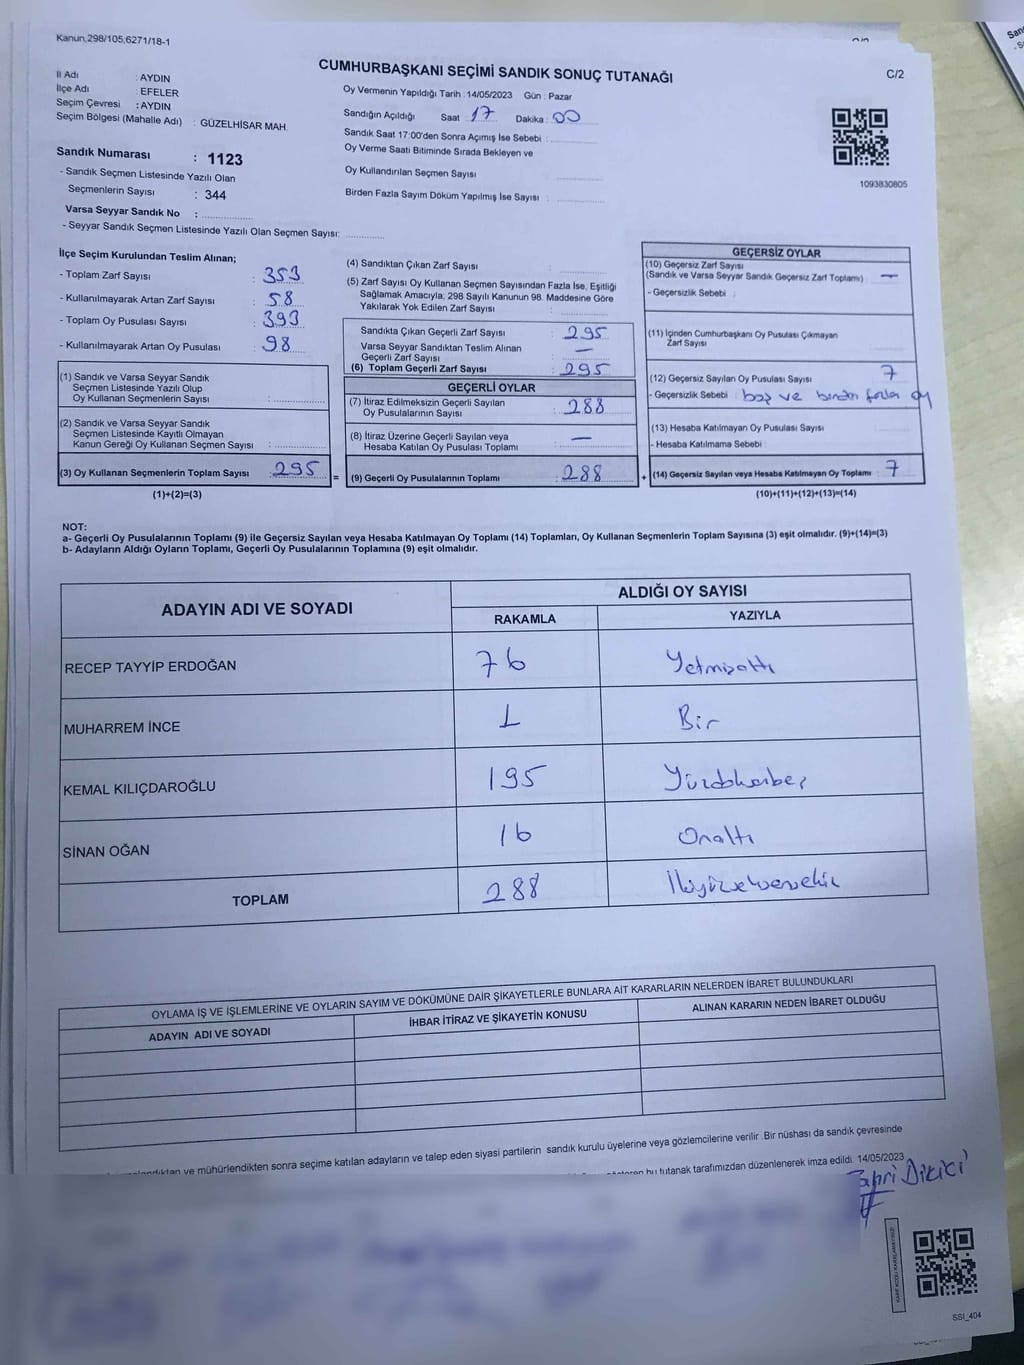 Kanun,298/105,6271/18-1
C/2
CUMHURBAŞKANI SEÇİMİ SANDIK SONUÇ TUTANAĞI
İl Adı : AYDIN
İlçe Adı : EFELER
Seçim Çevresi : AYDIN
Seçim Bölgesi (Mahalle Adı) : GÜZELHİSAR MAH.
Oy Vermenin Yapıldığı Tarih :14/05/2023 Gün : Pazar
Sandığın Açıldığı Saat 17 Dakika : 00
Sandık Saat 17:00'den Sonra Açımış İse Sebebi :
Oy Verme Saati Bitiminde Sırada Bekleyen ve
Oy Kullandırılan Seçmen Sayısı
Birden Fazla Sayım Döküm Yapılmış İse Sayısı :
1093830805
Sandık Numarası : 1123
- Sandık Seçmen Listesinde Yazılı Olan
Seçmenlerin Sayısı : 344
Varsa Seyyar Sandık No :
- Seyyar Sandık Seçmen Listesinde Yazılı Olan Seçmen Sayısı:
İlçe Seçim Kurulundan Teslim Alınan;
- Toplam Zarf Sayısı : 353
- Kullanılmayarak Artan Zarf Sayısı : 58
- Toplam Oy Pusulası Sayısı : 393
- Kullanılmayarak Artan Oy Pusulası : 98
(1) Sandık ve Varsa Seyyar Sandık
Seçmen Listesinde Yazılı Olup
Oy Kullanan Seçmenlerin Sayısı :
(2) Sandık ve Varsa Seyyar Sandık
Seçmen Listesinde Kayıtlı Olmayan
Kanun Gereği Oy Kullanan Seçmen Sayısı :
(3) Oy Kullanan Seçmenlerin Toplam Sayısı : 295 =
(1)+(2)=(3)
(4) Sandıktan Çıkan Zarf Sayısı :
(5) Zarf Sayısı Oy Kullanan Seçmen Sayısından Fazla İse, Eşitliği
Sağlamak Amacıyla; 298 Sayılı Kanunun 98. Maddesine Göre
Yakılarak Yok Edilen Zarf Sayısı :
Sandıkta Çıkan Geçerli Zarf Sayısı : 295
Varsa Seyyar Sandıktan Teslim Alınan
Geçerli Zarf Sayısı : —
(6) Toplam Geçerli Zarf Sayısı : 295
GEÇERLİ OYLAR
(7) İtiraz Edilmeksizin Geçerli Sayılan
Oy Pusulalarının Sayısı : 288
(8) İtiraz Üzerine Geçerli Sayılan veya
Hesaba Katılan Oy Pusulası Toplamı : —
(9) Geçerli Oy Pusulalarının Toplamı : 288 +
GEÇERSİZ OYLAR
(10) Geçersiz Zarf Sayısı
(Sandık ve Varsa Seyyar Sandık Geçersiz Zarf Toplamı) : —
- Geçersizlik Sebebi :
(11) İçinden Cumhurbaşkanı Oy Pusulası Çıkmayan
Zarf Sayısı
(12) Geçersiz Sayılan Oy Pusulası Sayısı : 7
- Geçersizlik Sebebi : boş ve birden fazla oy
(13) Hesaba Katılmayan Oy Pusulası Sayısı
- Hesaba Katılmama Sebebi :
(14) Geçersiz Sayılan veya Hesaba Katılmayan Oy Toplamı : 7
(10)+(11)+(12)+(13)=(14)
NOT:
a- Geçerli Oy Pusulalarının Toplamı (9) ile Geçersiz Sayılan veya Hesaba Katılmayan Oy Toplamı (14) Toplamları, Oy Kullanan Seçmenlerin Toplam Sayısına (3) eşit olmalıdır. (9)+(14)=(3)
b- Adayların Aldığı Oyların Toplamı, Geçerli Oy Pusulalarının Toplamına (9) eşit olmalıdır.
ADAYIN ADI VE SOYADI ALDIĞI OY SAYISI
RAKAMLA YAZIYLA
RECEP TAYYİP ERDOĞAN 76 Yetmişaltı
MUHARREM İNCE 1 Bir
KEMAL KILIÇDAROĞLU 195 Yüzdoksanbeş
SİNAN OĞAN 16 Onaltı
TOPLAM 288 İkiyüzseksensekiz
OYLAMA İŞ VE İŞLEMLERİNE VE OYLARIN SAYIM VE DÖKÜMÜNE DAİR ŞİKAYETLERLE BUNLARA AİT KARARLARIN NELERDEN İBARET BULUNDUKLARI
ADAYIN ADI VE SOYADI İHBAR İTİRAZ VE ŞİKAYETİN KONUSU ALINAN KARARIN NEDEN İBARET OLDUĞU
ve mühürlendikten sonra seçime katılan adayların ve talep eden siyasi partilerin sandık kurulu üyelerine veya gözlemcilerine verilir .Bir nüshası da sandık çevresinde
bu tutanak tarafımızdan düzenlenerek imza edildi. 14/05/2023
Dikici
SSI_404